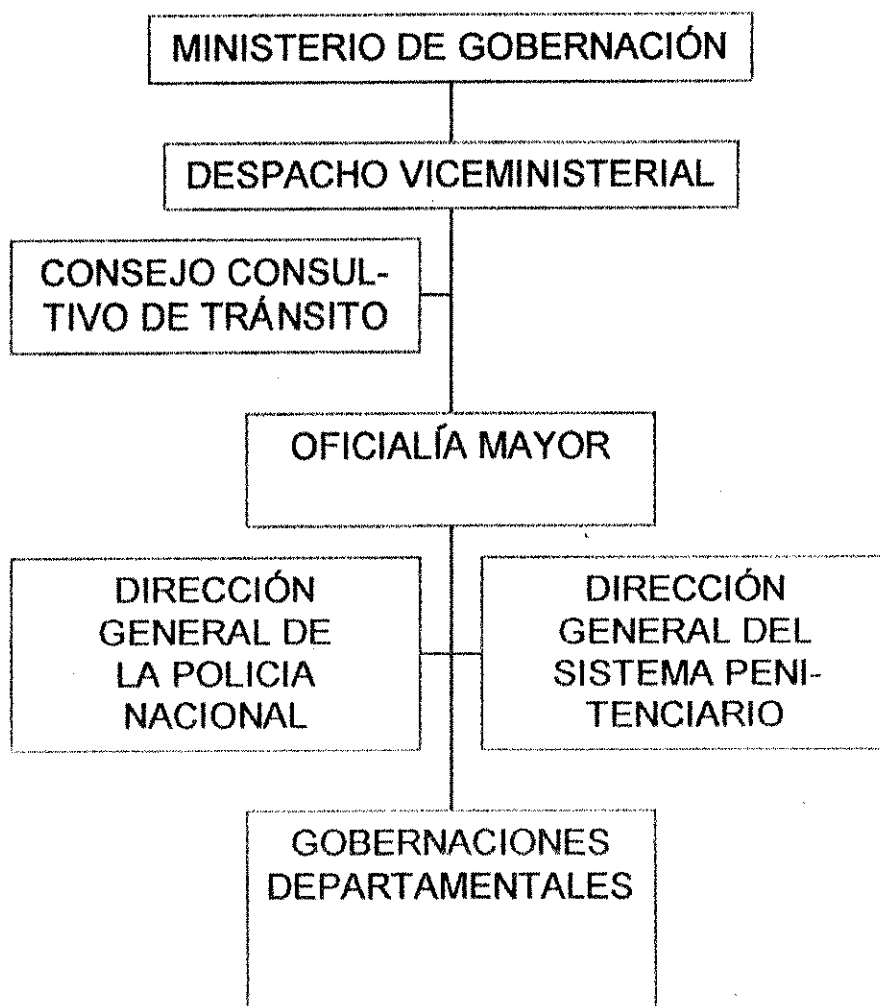 MINISTERIO DE GOBERNACIÓN
DESPACHO VICEMINISTERIAL
CONSEJO CONSUL-
TIVO DE TRÁNSITO
OFICIALÍA MAYOR
DIRECCIÓN
GENERAL DE
LA POLICIA
NACIONAL
DIRECCIÓN
GENERAL DEL
SISTEMA PENI-
TENCIARIO
GOBERNACIONES
DEPARTAMENTALES